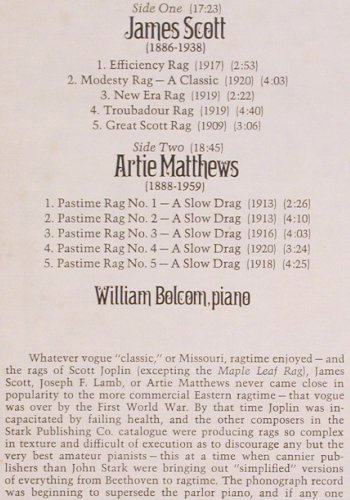 Side One (17:23)
James Scott
(1886-1938)
1. Efficiency Rag (1917) (2:53)
2. Modesty Rag — A Classic (1920) (4:03)
3. New Era Rag (1919) (2:22)
4. Troubadour Rag (1919) (4:40)
5. Great Scott Rag (1909) (3:06)
Side Two (18:45)
Artie Matthews
(1888-1959)
1. Pastime Rag No. 1 — A Slow Drag (1913) (2:26)
2. Pastime Rag No. 2 — A Slow Drag (1913) (4:10)
3. Pastime Rag No. 3 — A Slow Drag (1916) (4:03)
4. Pastime Rag No. 4 — A Slow Drag (1920) (3:24)
5. Pastime Rag No. 5 — A Slow Drag (1918) (4:25)
William Bolcom, piano
Whatever vogue "classic," or Missouri, ragtime enjoyed — and
the rags of Scott Joplin (excepting the Maple Leaf Rag), James
Scott, Joseph F. Lamb, or Artie Matthews never came close in
popularity to the more commercial Eastern ragtime — that vogue
was over by the First World War. By that time Joplin was in-
capacitated by failing health, and the other composers in the
Stark Publishing Co. catalogue were producing rags so complex
in texture and difficult of execution as to discourage any but the
very best amateur pianists — this at a time when cannier pub-
lishers than John Stark were bringing out "simplified" versions
of everything from Beethoven to ragtime. The phonograph record
was beginning to supersede the parlor piano, and if any one